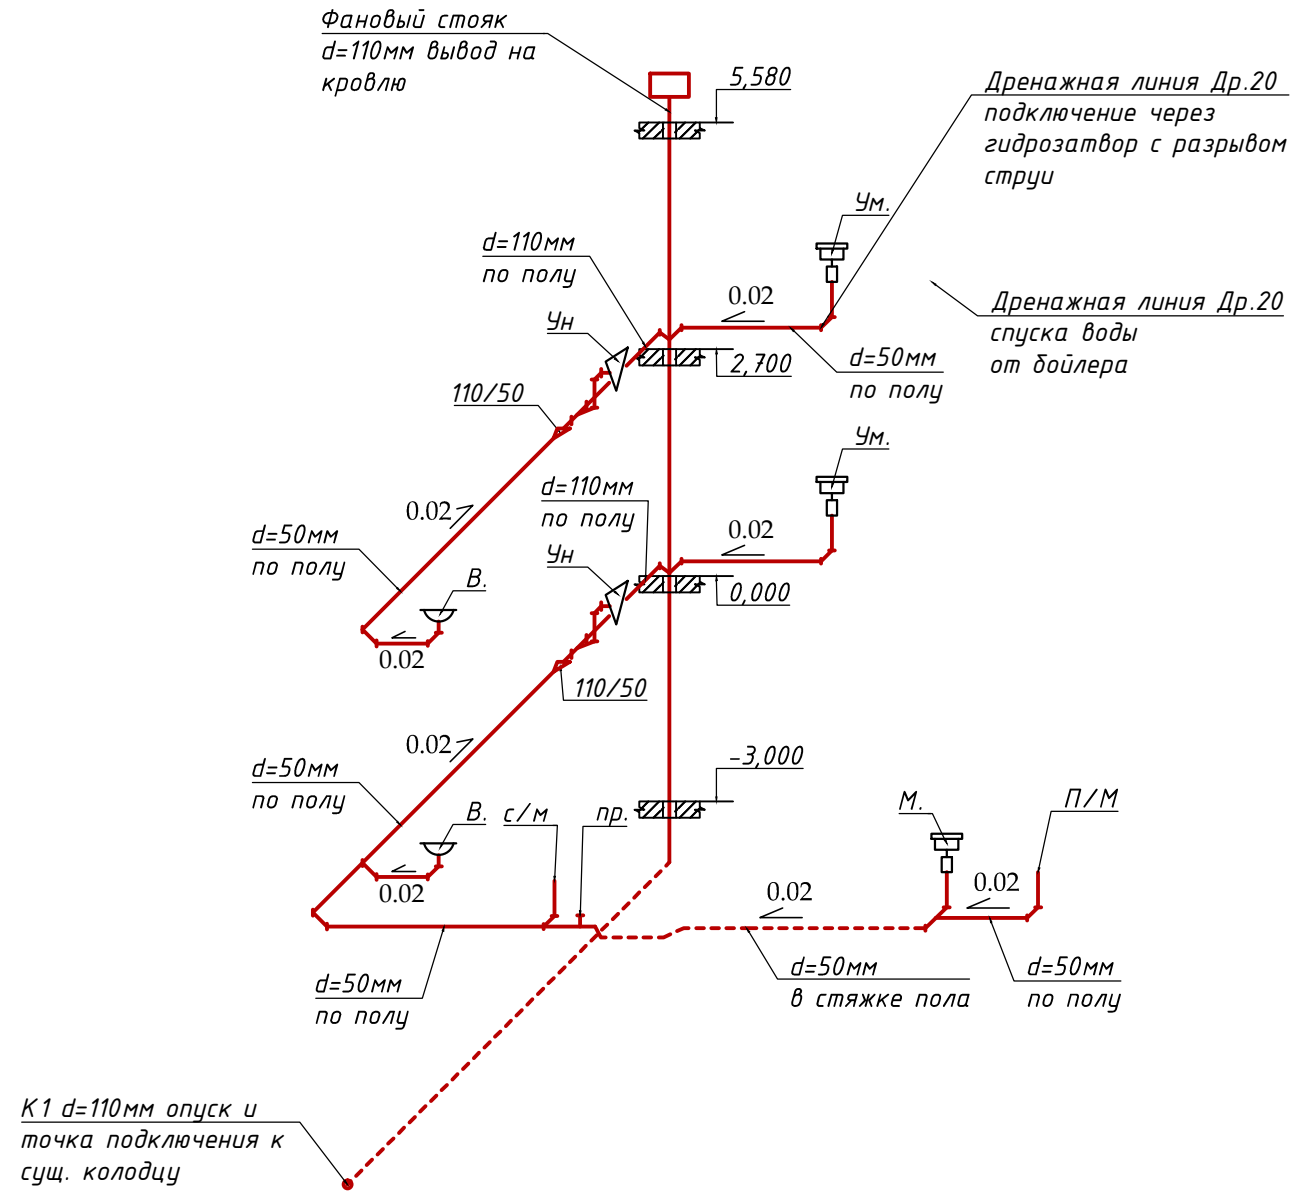 Фановый стояк
d=110мм вывод на
кровлю
5,580
Дренажная линия Др.20
подключение через
гидрозатвор с разрывом
струи
Ум.
d=110мм
по полу
0.02
Дренажная линия Др.20
спуска воды
от бойлера
Ун
2,700
d=50мм
по полу
110/50
Ум.
d=110мм
по полу
0.02
0.02
d=50мм
по полу
Ун
В.
0,000
0.02
110/50
0.02
-3,000
d=50мм
по полу
В.
с/м
пр.
М.
П/М
0.02
0.02
0.02
d=50мм
по полу
d=50мм
в стяжке пола
d=50мм
по полу
К1 d=110мм опуск и
точка подключения к
сущ. колодцу